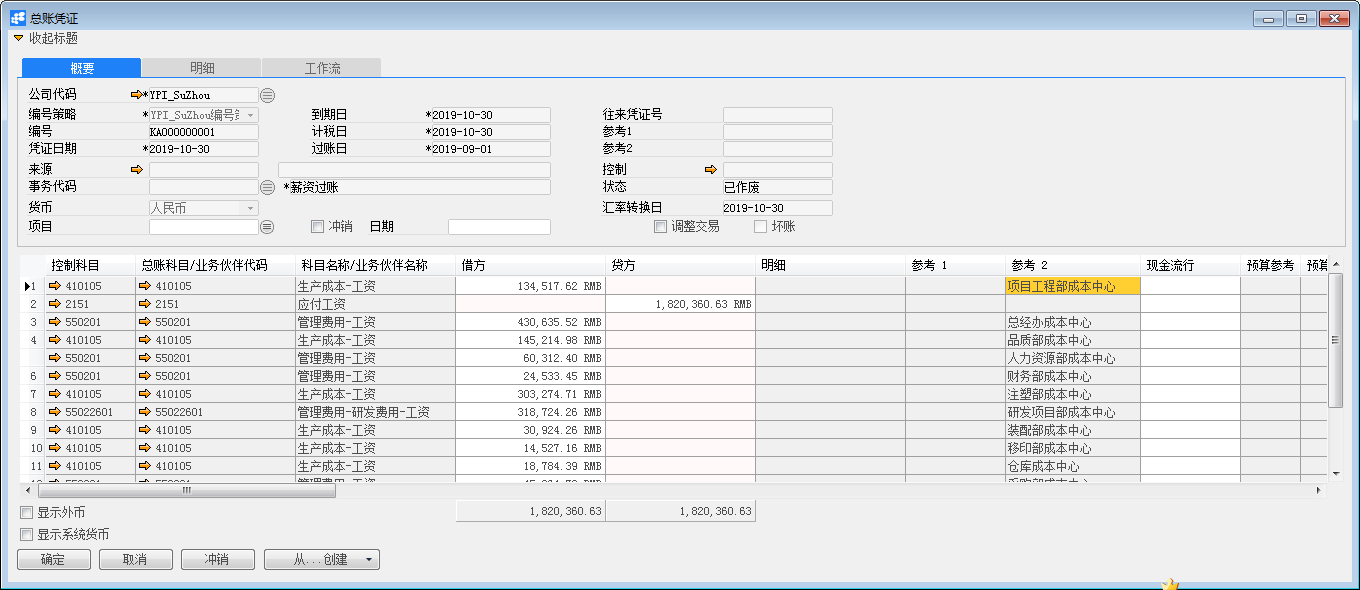 总账凭证
收起标题
概要 明细 工作流
公司代码 *YPI_SuZhou
编号策略 *YPI_SuZhou编号 到期日 *2019-10-30 往来凭证号
编号 KA000000001 计税日 *2019-10-30 参考1
凭证日期 *2019-10-30 过账日 *2019-09-01 参考2
来源 控制
事务代码 *薪资过账 状态 已作废
货币 人民币 汇率转换日 2019-10-30
项目 冲销 日期 调整交易 坏账
控制科目 总账科目/业务伙伴代码 科目名称/业务伙伴名称 借方 贷方 明细 参考 1 参考 2 现金流行 预算参考 预算
1 410105 410105 生产成本-工资 134,517.62 RMB 项目工程部成本中心
2 2151 2151 应付工资 1,820,360.63 RMB
3 550201 550201 管理费用-工资 430,635.52 RMB 总经办成本中心
4 410105 410105 生产成本-工资 145,214.98 RMB 品质部成本中心
550201 550201 管理费用-工资 60,312.40 RMB 人力资源部成本中心
6 550201 550201 管理费用-工资 24,533.45 RMB 财务部成本中心
7 410105 410105 生产成本-工资 303,274.71 RMB 注塑部成本中心
8 55022601 55022601 管理费用-研发费用-工资 318,724.26 RMB 研发项目部成本中心
9 410105 410105 生产成本-工资 30,924.26 RMB 装配部成本中心
10 410105 410105 生产成本-工资 14,527.16 RMB 移印部成本中心
11 410105 410105 生产成本-工资 18,784.39 RMB 仓库成本中心
显示外币 1,820,360.63 1,820,360.63
显示系统货币
确定 取消 冲销 从...创建